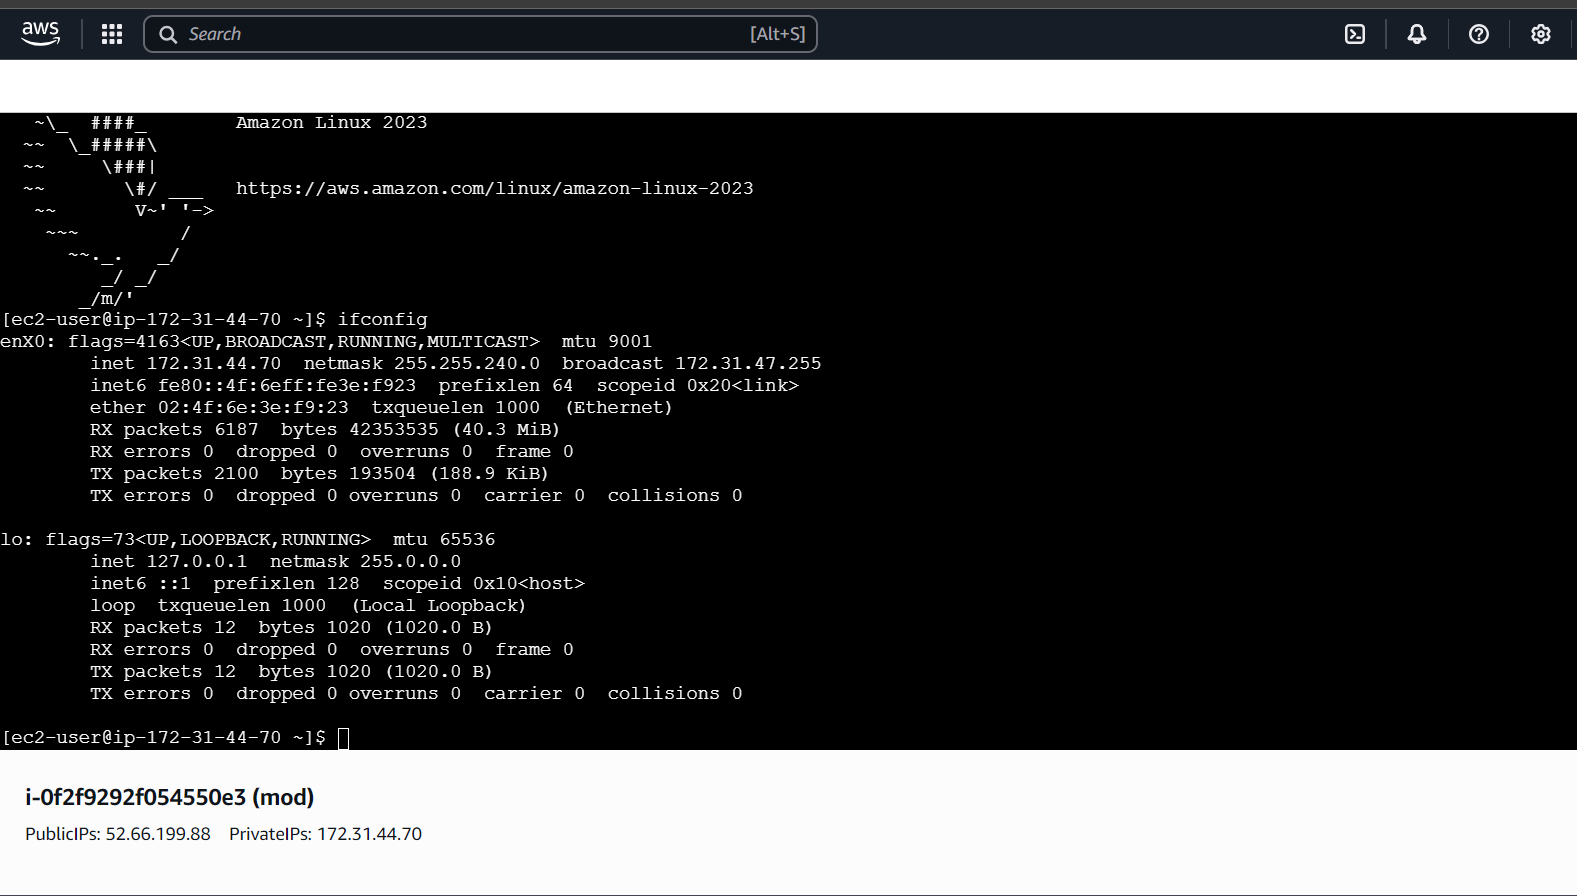 aws
Search [Alt+S]
~\_  ####_        Amazon Linux 2023
~~  \_#####\
~~     \###|
~~       \#/ ___   https://aws.amazon.com/linux/amazon-linux-2023
~~       V~' '->
~~~         /
~~._.   _/
_/ _/
_/m/'
[ec2-user@ip-172-31-44-70 ~]$ ifconfig
enX0: flags=4163<UP,BROADCAST,RUNNING,MULTICAST>  mtu 9001
inet 172.31.44.70  netmask 255.255.240.0  broadcast 172.31.47.255
inet6 fe80::4f:6eff:fe3e:f923  prefixlen 64  scopeid 0x20<link>
ether 02:4f:6e:3e:f9:23  txqueuelen 1000  (Ethernet)
RX packets 6187  bytes 42353535 (40.3 MiB)
RX errors 0  dropped 0  overruns 0  frame 0
TX packets 2100  bytes 193504 (188.9 KiB)
TX errors 0  dropped 0 overruns 0  carrier 0  collisions 0
lo: flags=73<UP,LOOPBACK,RUNNING>  mtu 65536
inet 127.0.0.1  netmask 255.0.0.0
inet6 ::1  prefixlen 128  scopeid 0x10<host>
loop  txqueuelen 1000  (Local Loopback)
RX packets 12  bytes 1020 (1020.0 B)
RX errors 0  dropped 0  overruns 0  frame 0
TX packets 12  bytes 1020 (1020.0 B)
TX errors 0  dropped 0 overruns 0  carrier 0  collisions 0
[ec2-user@ip-172-31-44-70 ~]$
i-0f2f9292f054550e3 (mod)
PublicIPs: 52.66.199.88 PrivateIPs: 172.31.44.70